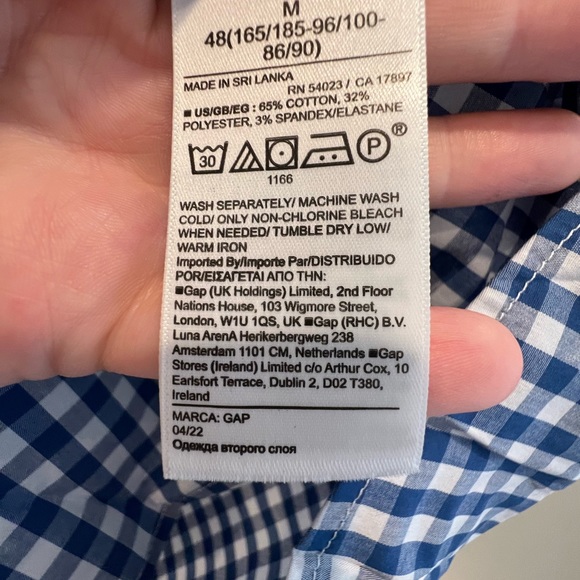 M
48(165/185-96/100-
86/90)
MADE IN SRI LANKA
RN 54023 / CA 17897
■ US/GB/EG : 65% COTTON, 32%
POLYESTER, 3% SPANDEX/ELASTANE
30 P ®
1166
WASH SEPARATELY/ MACHINE WASH
COLD/ ONLY NON-CHLORINE BLEACH
WHEN NEEDED/ TUMBLE DRY LOW/
WARM IRON
Imported By/Importe Par/DISTRIBUIDO
POR/ΕΙΣΑΓΕΤΑΙ ΑΠΟ ΤΗΝ:
■Gap (UK Holdings) Limited, 2nd Floor
Nations House, 103 Wigmore Street,
London, W1U 1QS, UK ■Gap (RHC) B.V.
Luna ArenA Herikerbergweg 238
Amsterdam 1101 CM, Netherlands ■Gap
Stores (Ireland) Limited c/o Arthur Cox, 10
Earlsfort Terrace, Dublin 2, D02 T380,
Ireland
MARCA: GAP
04/22
Одежда второго слоя